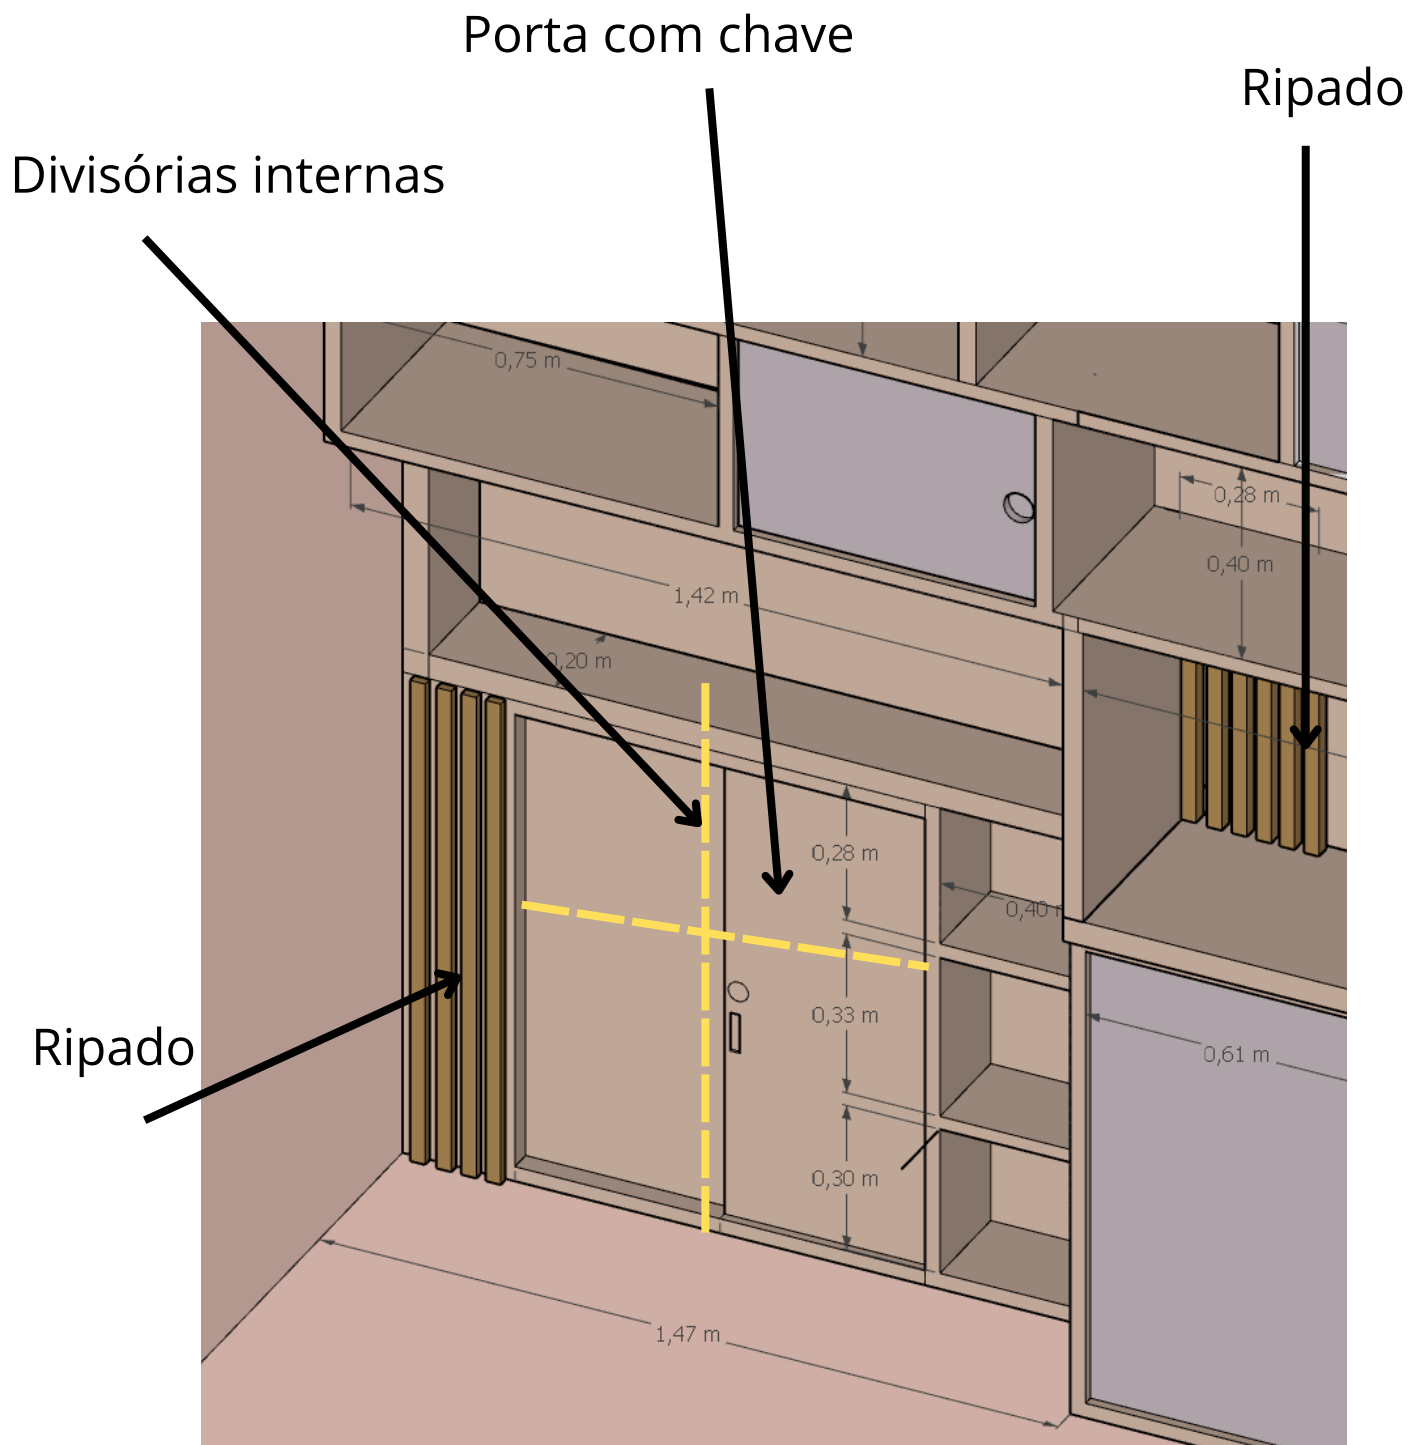 Porta com chave
Ripado
Divisórias internas
0,75 m
0,28 m
0,40 m
1,42 m
0,20 m
0,28 m
0,40
0,33 m
Ripado
0,61 m
0,30 m
1,47 m